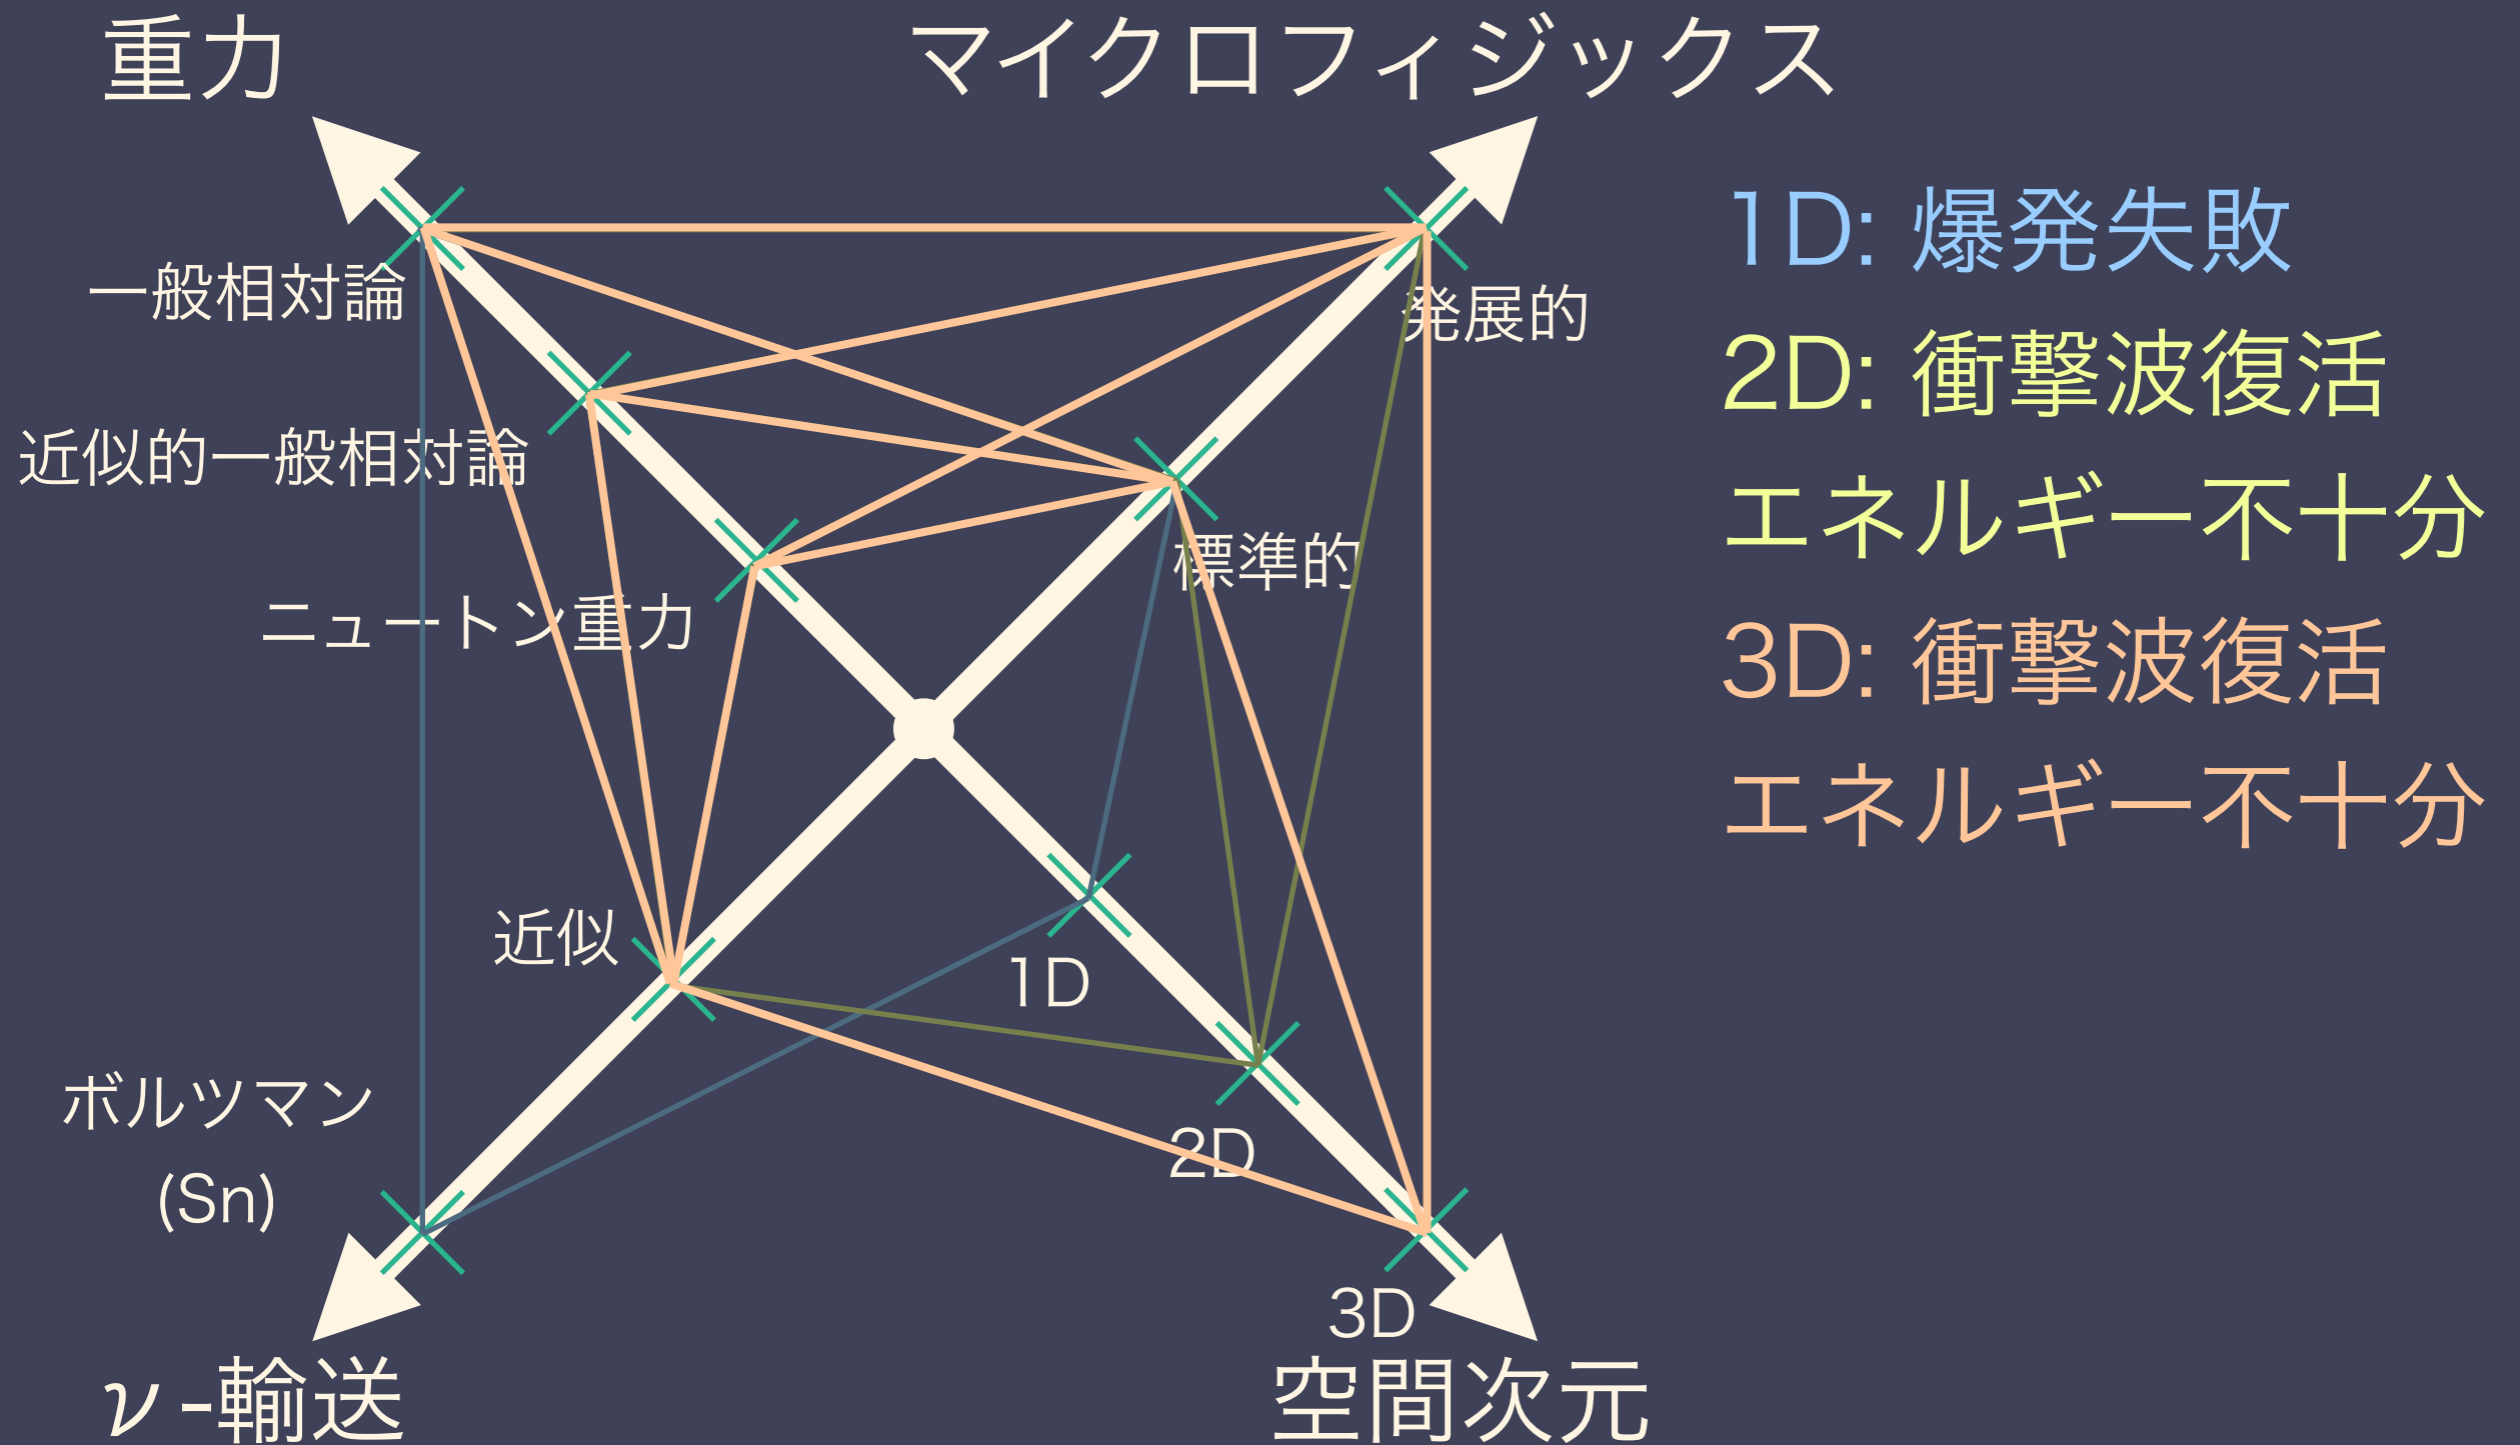 重力
マイクロフィジックス
1D: 爆発失敗
一般相対論
発展的
2D: 衝撃波復活
近似的一般相対論
エネルギー不十分
標準的
ニュートン重力
3D: 衝撃波復活
エネルギー不十分
近似
1D
ボルツマン
(Sn)
2D
3D
ν-輸送
空間次元